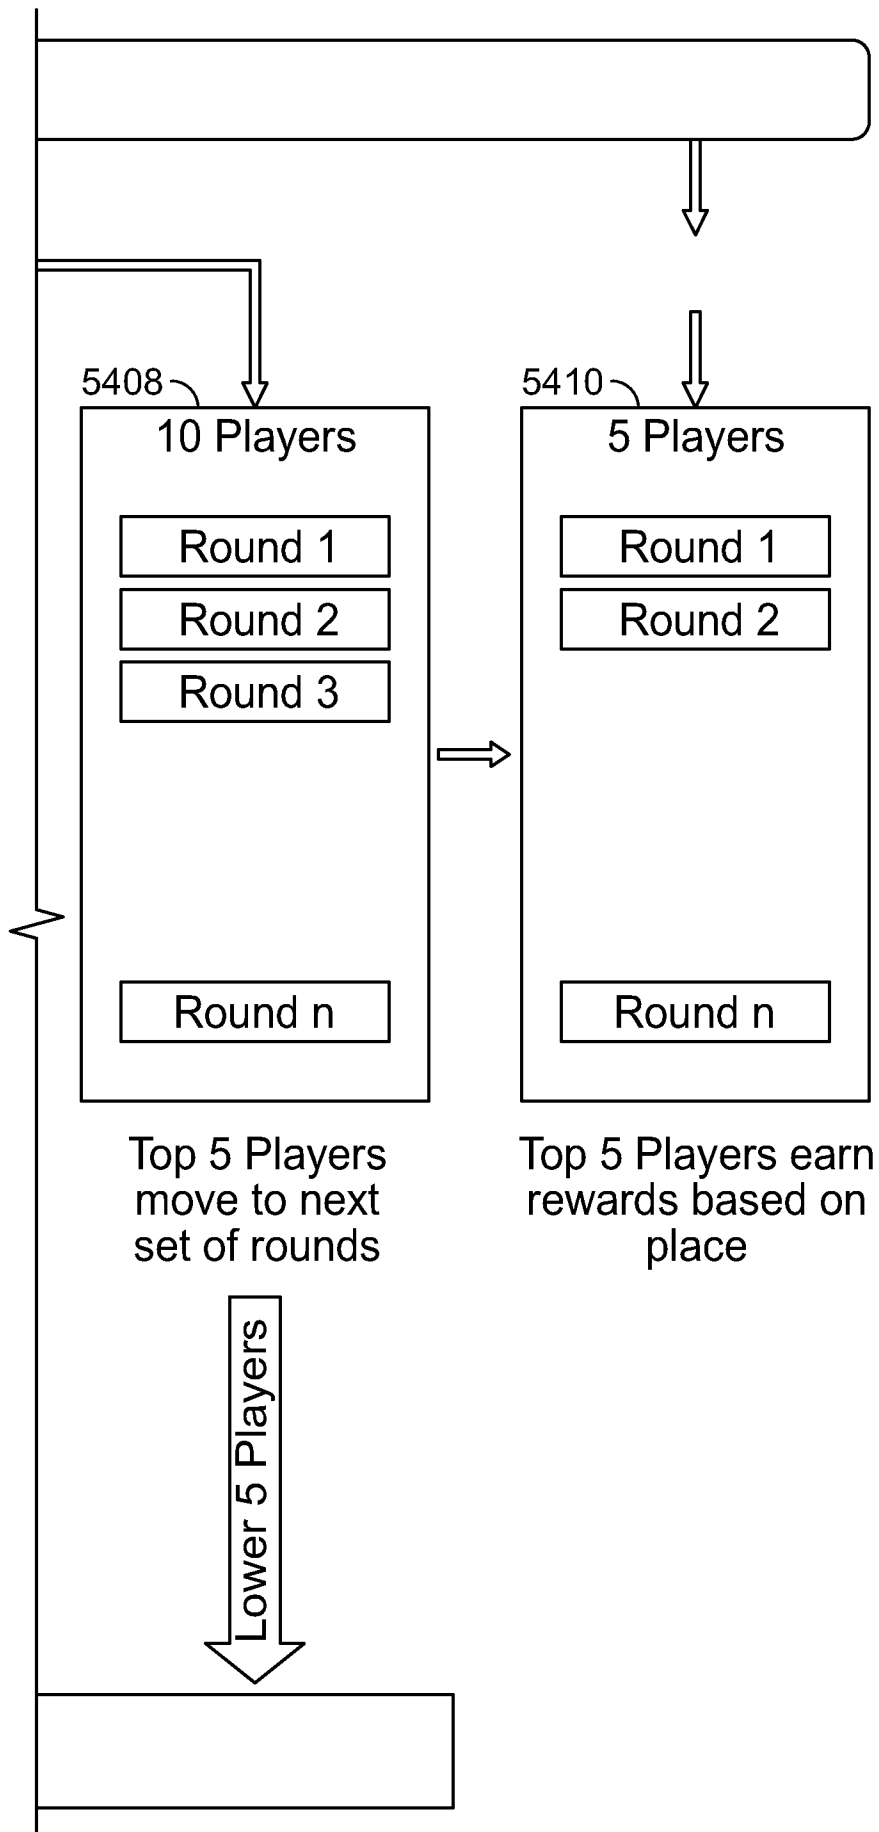 5408
10 Players
Round 1
Round 2
Round 3
Round n
Top 5 Players
move to next
set of rounds
Lower 5 Players
5410
5 Players
Round 1
Round 2
Round n
Top 5 Players earn
rewards based on
place